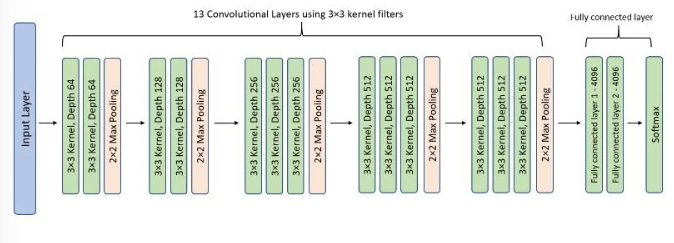 13 Convolutional Layers using 3×3 kernel filters
Fully connected layer
Input Layer
3×3 Kernel, Depth 64
3×3 Kernel, Depth 64
2×2 Max Pooling
3×3 Kernel, Depth 128
3×3 Kernel, Depth 128
2×2 Max Pooling
3×3 Kernel, Depth 256
3×3 Kernel, Depth 256
3×3 Kernel, Depth 256
2×2 Max Pooling
3×3 Kernel, Depth 512
3×3 Kernel, Depth 512
3×3 Kernel, Depth 512
2×2 Max Pooling
3×3 Kernel, Depth 512
3×3 Kernel, Depth 512
3×3 Kernel, Depth 512
2×2 Max Pooling
Fully connected layer 1 - 4096
Fully connected layer 2 - 4096
Softmax